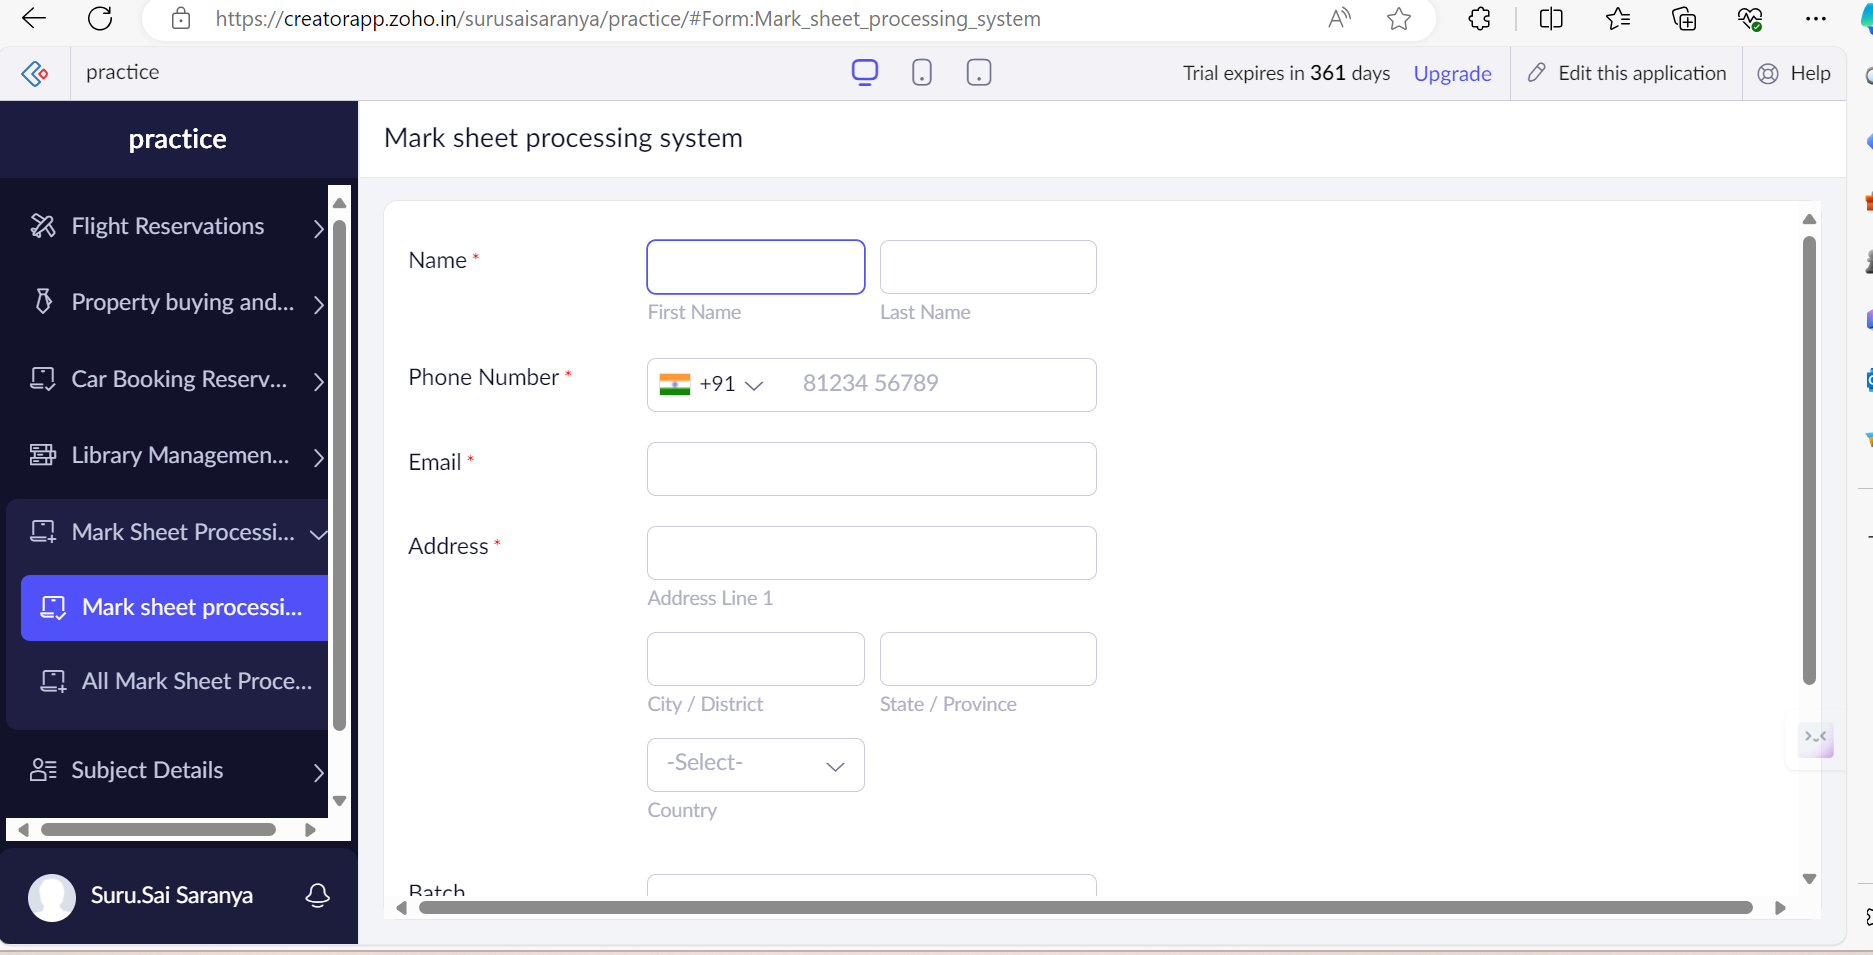 https://creatorapp.zoho.in/surusaisaranya/practice/#Form:Mark_sheet_processing_system
practice
Trial expires in 361 days
Upgrade
Edit this application
Help
practice
Flight Reservations
Property buying and...
Car Booking Reserv...
Library Managemen...
Mark Sheet Processi...
Mark sheet processi...
All Mark Sheet Proce...
Subject Details
Suru.Sai Saranya
Mark sheet processing system
Name *
First Name
Last Name
Phone Number *
+91
81234 56789
Email *
Address *
Address Line 1
City / District
State / Province
-Select-
Country
Batch